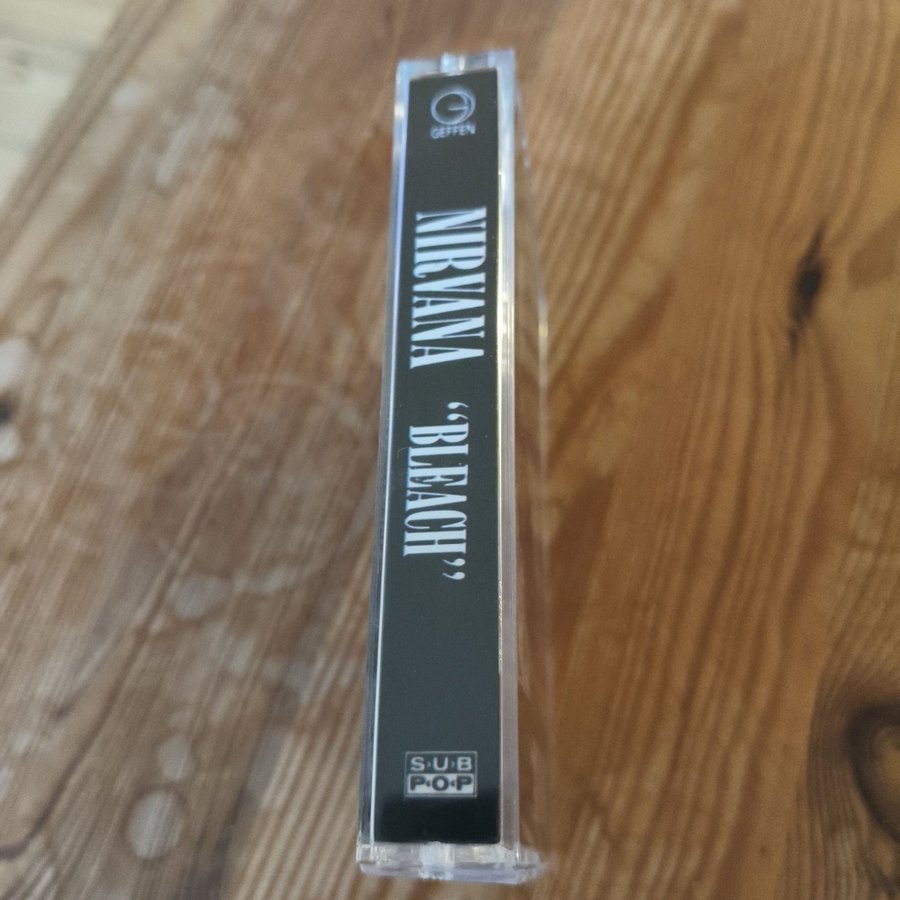 GEFFEN
NIRVANA “BLEACH”
SUB
POP